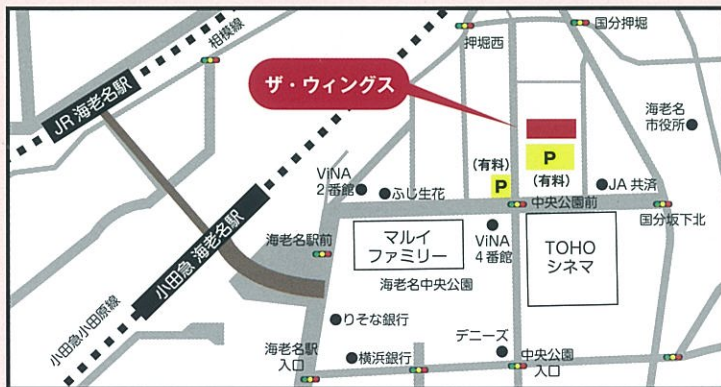 国分押堀
押堀西
相模線
JR 海老名駅
ザ・ウィングス
海老名
市役所
P
(有料)
(有料)
P
ViNA
2番館
ふじ生花
JA 共済
中央公園前
国分坂下北
小田急 海老名駅
海老名駅前
マルイ
ファミリー
ViNA
4番館
TOHO
シネマ
海老名中央公園
小田急小田原線
りそな銀行
デニーズ
海老名駅
入口
横浜銀行
中央公園
入口